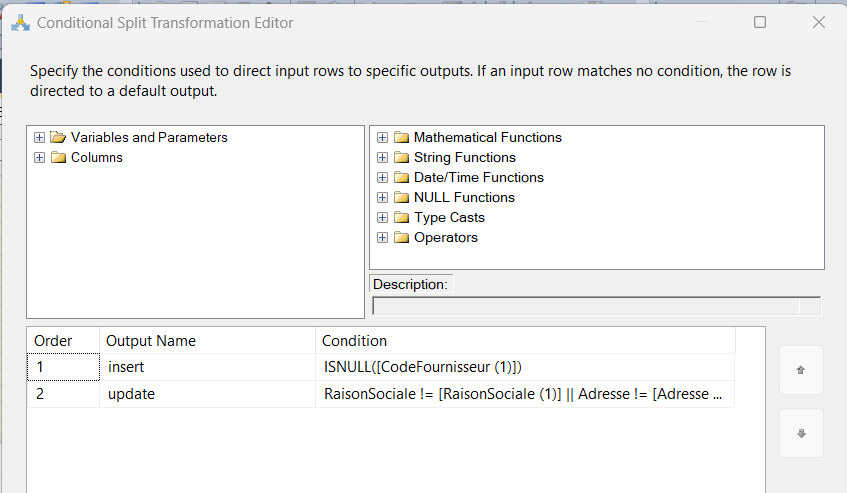 Conditional Split Transformation Editor
Specify the conditions used to direct input rows to specific outputs. If an input row matches no condition, the row is
directed to a default output.
Variables and Parameters
Columns
Mathematical Functions
String Functions
Date/Time Functions
NULL Functions
Type Casts
Operators
Description:
Order Output Name Condition
1 insert ISNULL([CodeFournisseur (1)])
2 update RaisonSociale != [RaisonSociale (1)] || Adresse != [Adresse ...